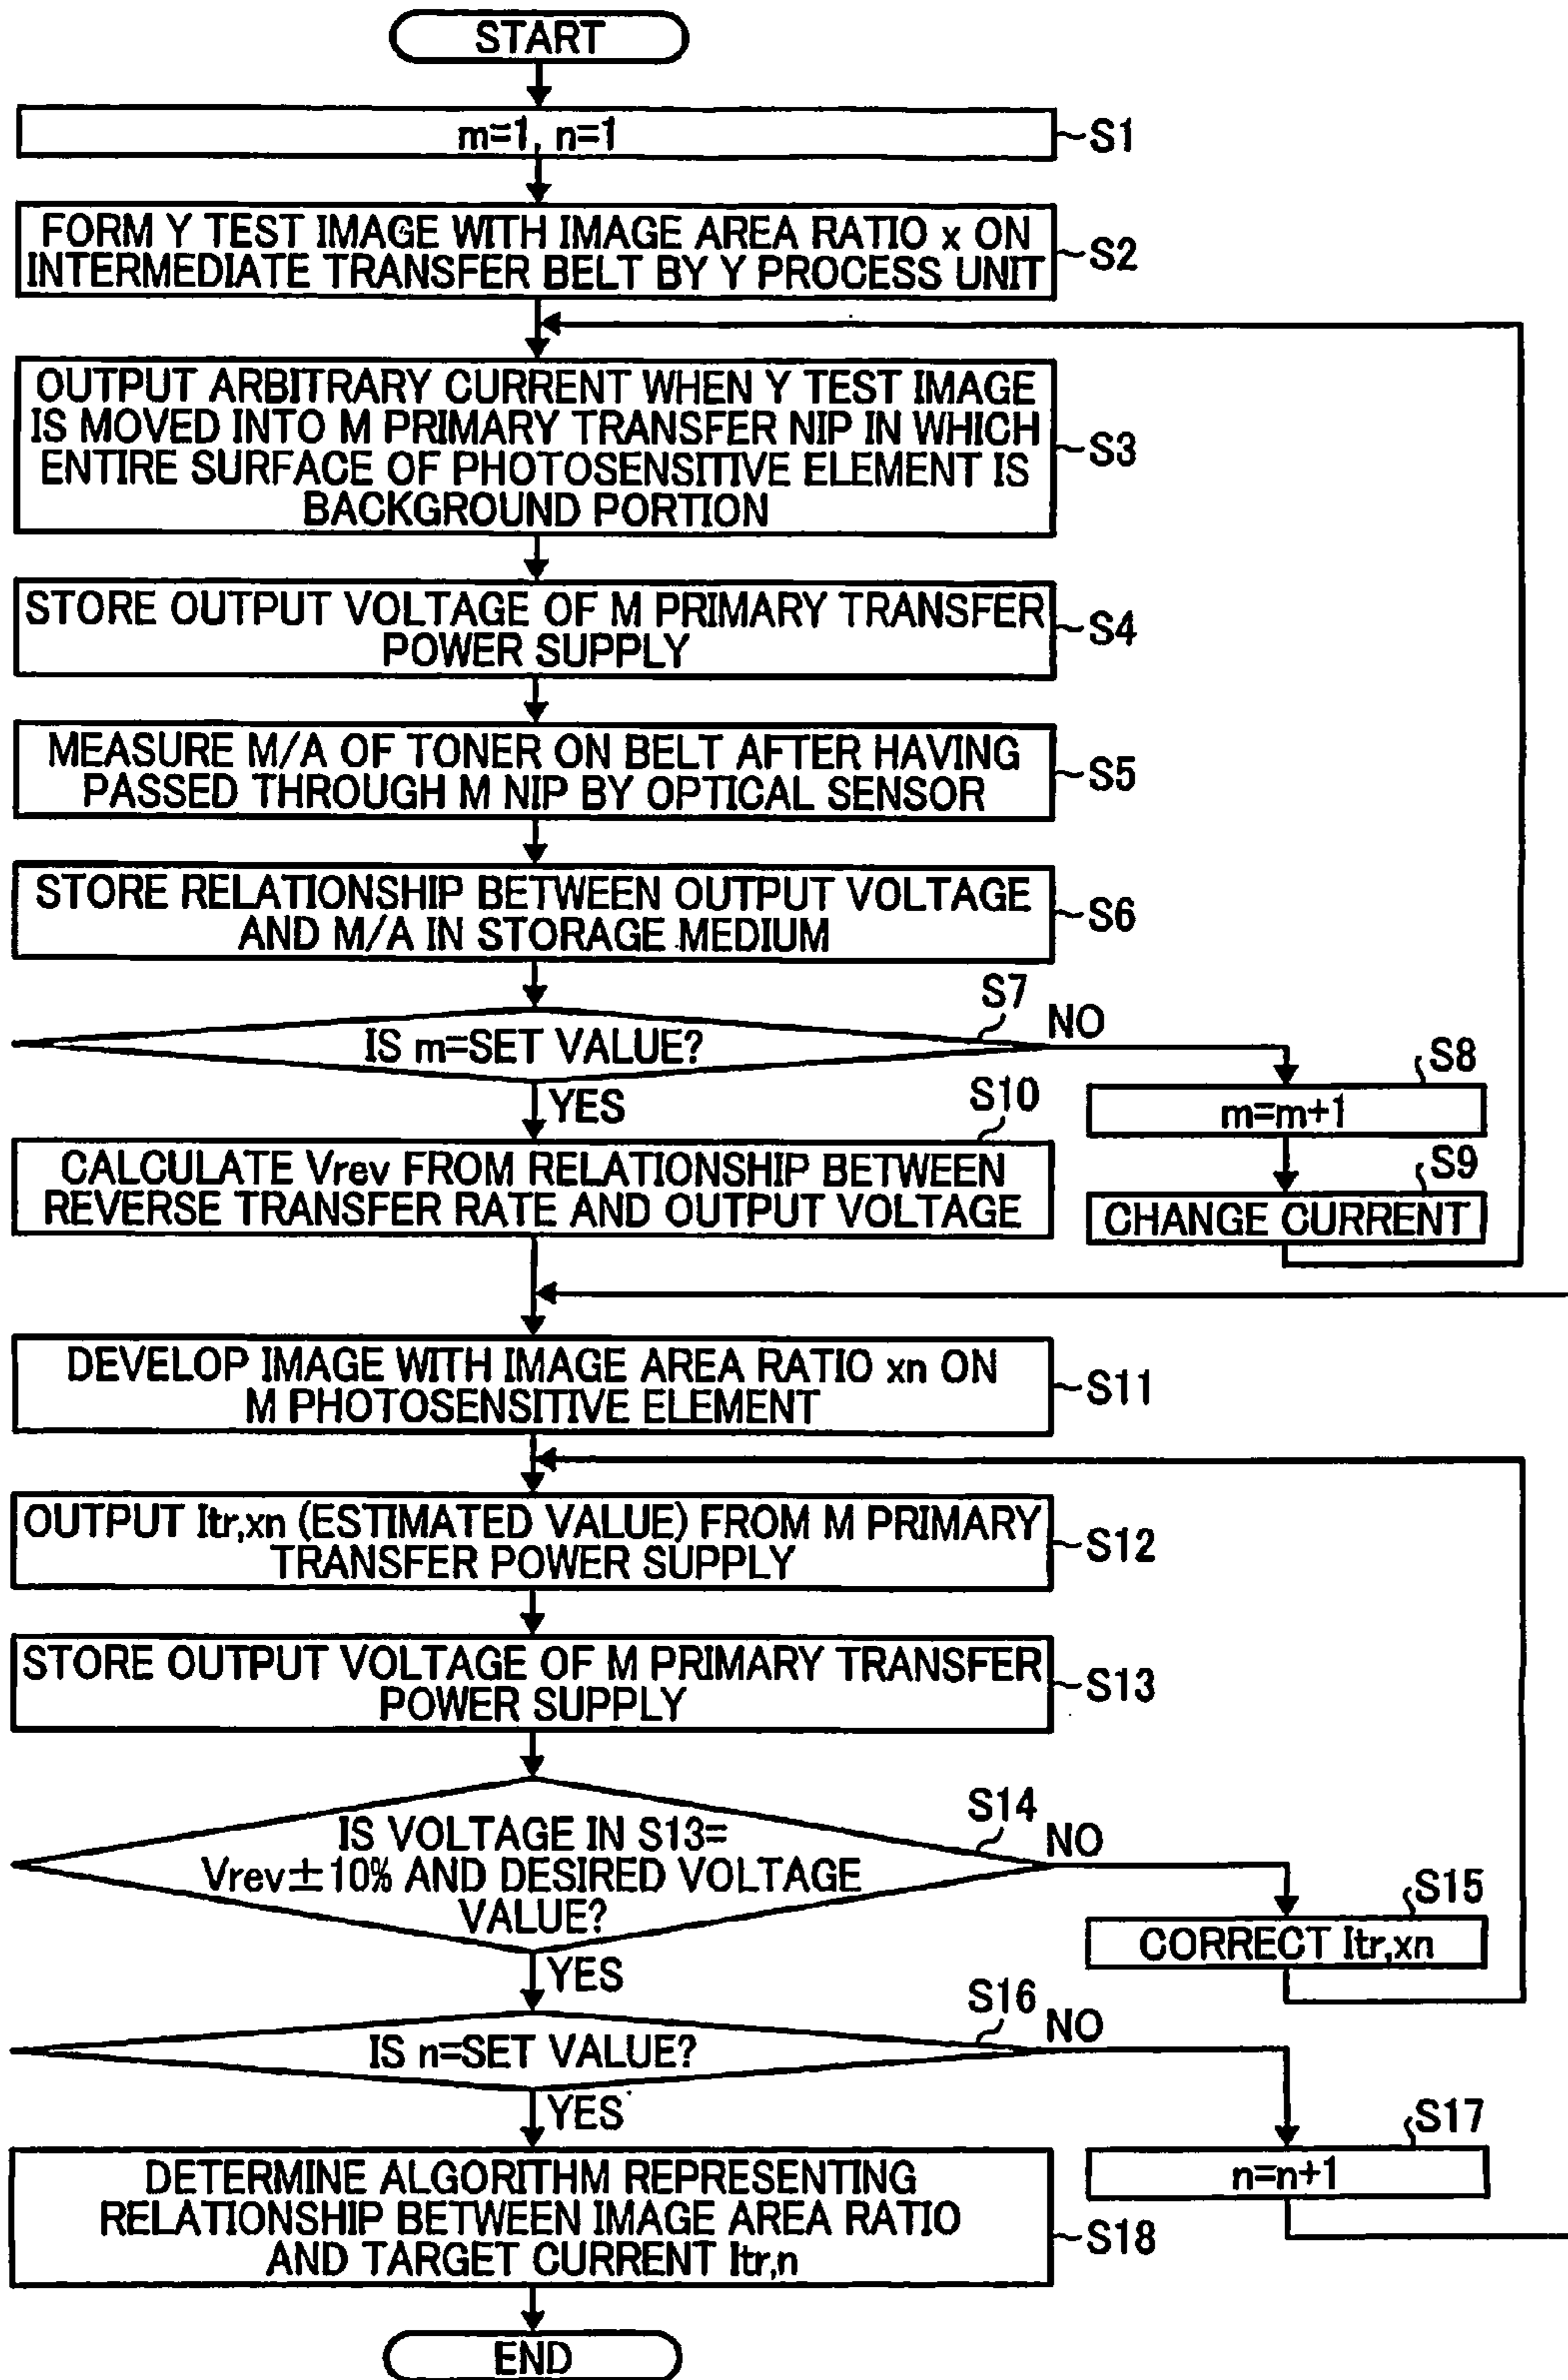 START
m=1, n=1
S1
FORM Y TEST IMAGE WITH IMAGE AREA RATIO x ON
INTERMEDIATE TRANSFER BELT BY Y PROCESS UNIT
S2
OUTPUT ARBITRARY CURRENT WHEN Y TEST IMAGE
IS MOVED INTO M PRIMARY TRANSFER NIP IN WHICH
ENTIRE SURFACE OF PHOTOSENSITIVE ELEMENT IS
BACKGROUND PORTION
S3
STORE OUTPUT VOLTAGE OF M PRIMARY TRANSFER
POWER SUPPLY
S4
MEASURE M/A OF TONER ON BELT AFTER HAVING
PASSED THROUGH M NIP BY OPTICAL SENSOR
S5
STORE RELATIONSHIP BETWEEN OUTPUT VOLTAGE
AND M/A IN STORAGE MEDIUM
S6
IS m=SET VALUE?
S7
NO
YES
S8
m=m+1
S9
CHANGE CURRENT
S10
CALCULATE Vrev FROM RELATIONSHIP BETWEEN
REVERSE TRANSFER RATE AND OUTPUT VOLTAGE
DEVELOP IMAGE WITH IMAGE AREA RATIO xn ON
M PHOTOSENSITIVE ELEMENT
S11
OUTPUT Itr,xn (ESTIMATED VALUE) FROM M PRIMARY
TRANSFER POWER SUPPLY
S12
STORE OUTPUT VOLTAGE OF M PRIMARY TRANSFER
POWER SUPPLY
S13
IS VOLTAGE IN S13=
Vrev±10% AND DESIRED VOLTAGE
VALUE?
S14
NO
YES
S15
CORRECT Itr,xn
IS n=SET VALUE?
S16
NO
YES
S17
n=n+1
DETERMINE ALGORITHM REPRESENTING
RELATIONSHIP BETWEEN IMAGE AREA RATIO
AND TARGET CURRENT Itr,n
S18
END